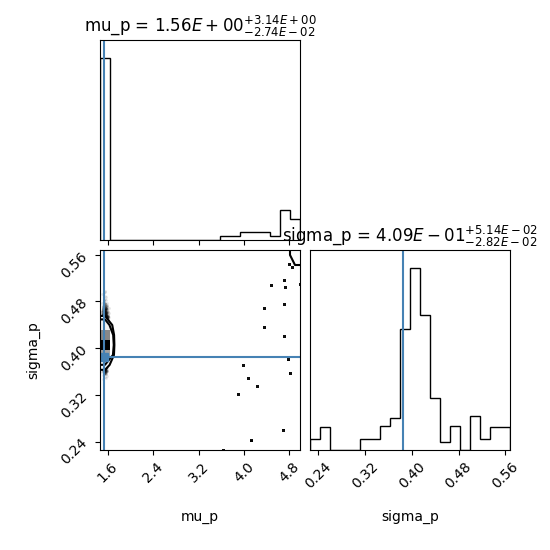 mu_p = 1.56E+00+3.14E+00−2.74E−02
sigma_p = 4.09E−01+5.14E−02−2.82E−02
sigma_p
0.56
0.48
0.40
0.32
0.24
1.6 2.4 3.2 4.0 4.8
0.24 0.32 0.40 0.48 0.56
mu_p sigma_p